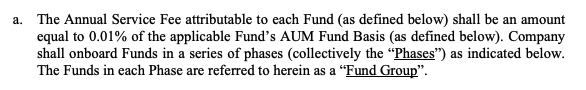 a. The Annual Service Fee attributable to each Fund (as defined below) shall be an amount
equal to 0.01% of the applicable Fund's AUM Fund Basis (as defined below). Company
shall onboard Funds in a series of phases (collectively the “Phases”) as indicated below.
The Funds in each Phase are referred to herein as a “Fund Group”.